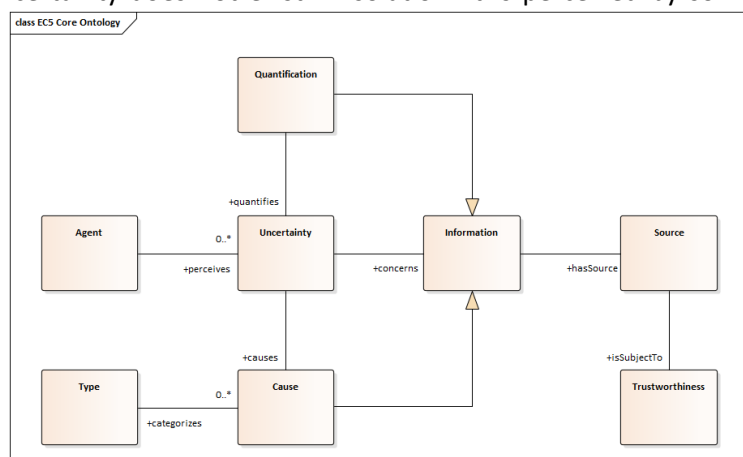 class EC5 Core Ontology
Quantification
+quantifies
Agent
0..*
+perceives
Uncertainty
+concerns
Information
+hasSource
Source
+causes
+isSubjectTo
Type
0..*
+categorizes
Cause
Trustworthiness